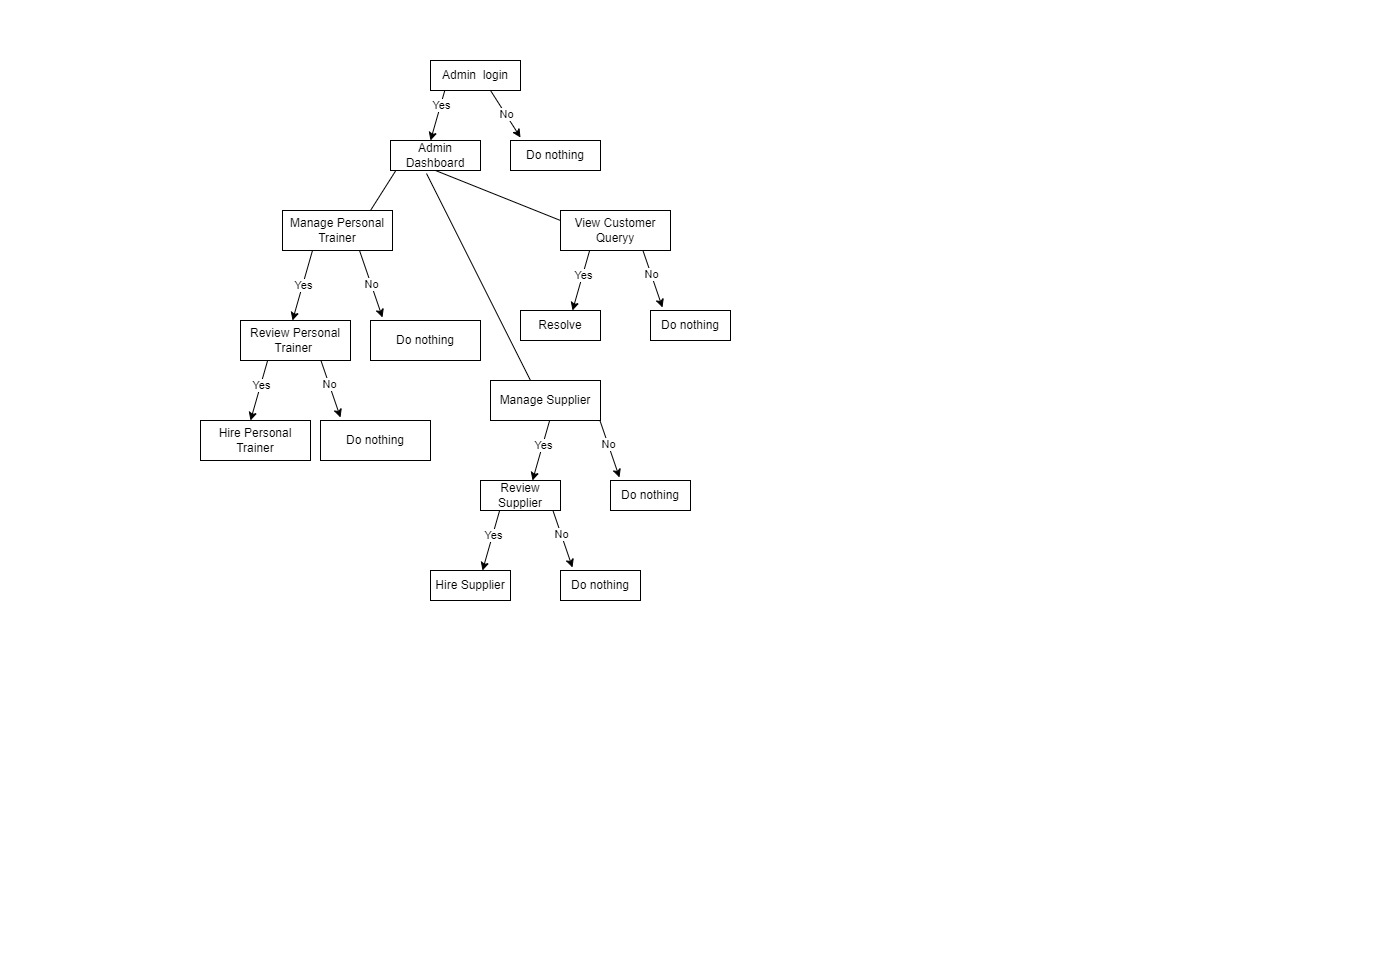 Admin  login
Yes
No
Admin
Dashboard
Do nothing
Manage Personal
Trainer
View Customer
Queryy
Yes
No
Yes
No
Review Personal
Trainer
Do nothing
Resolve
Do nothing
Yes
No
Manage Supplier
Hire Personal
Trainer
Do nothing
Yes
No
Review
Supplier
Do nothing
Yes
No
Hire Supplier
Do nothing